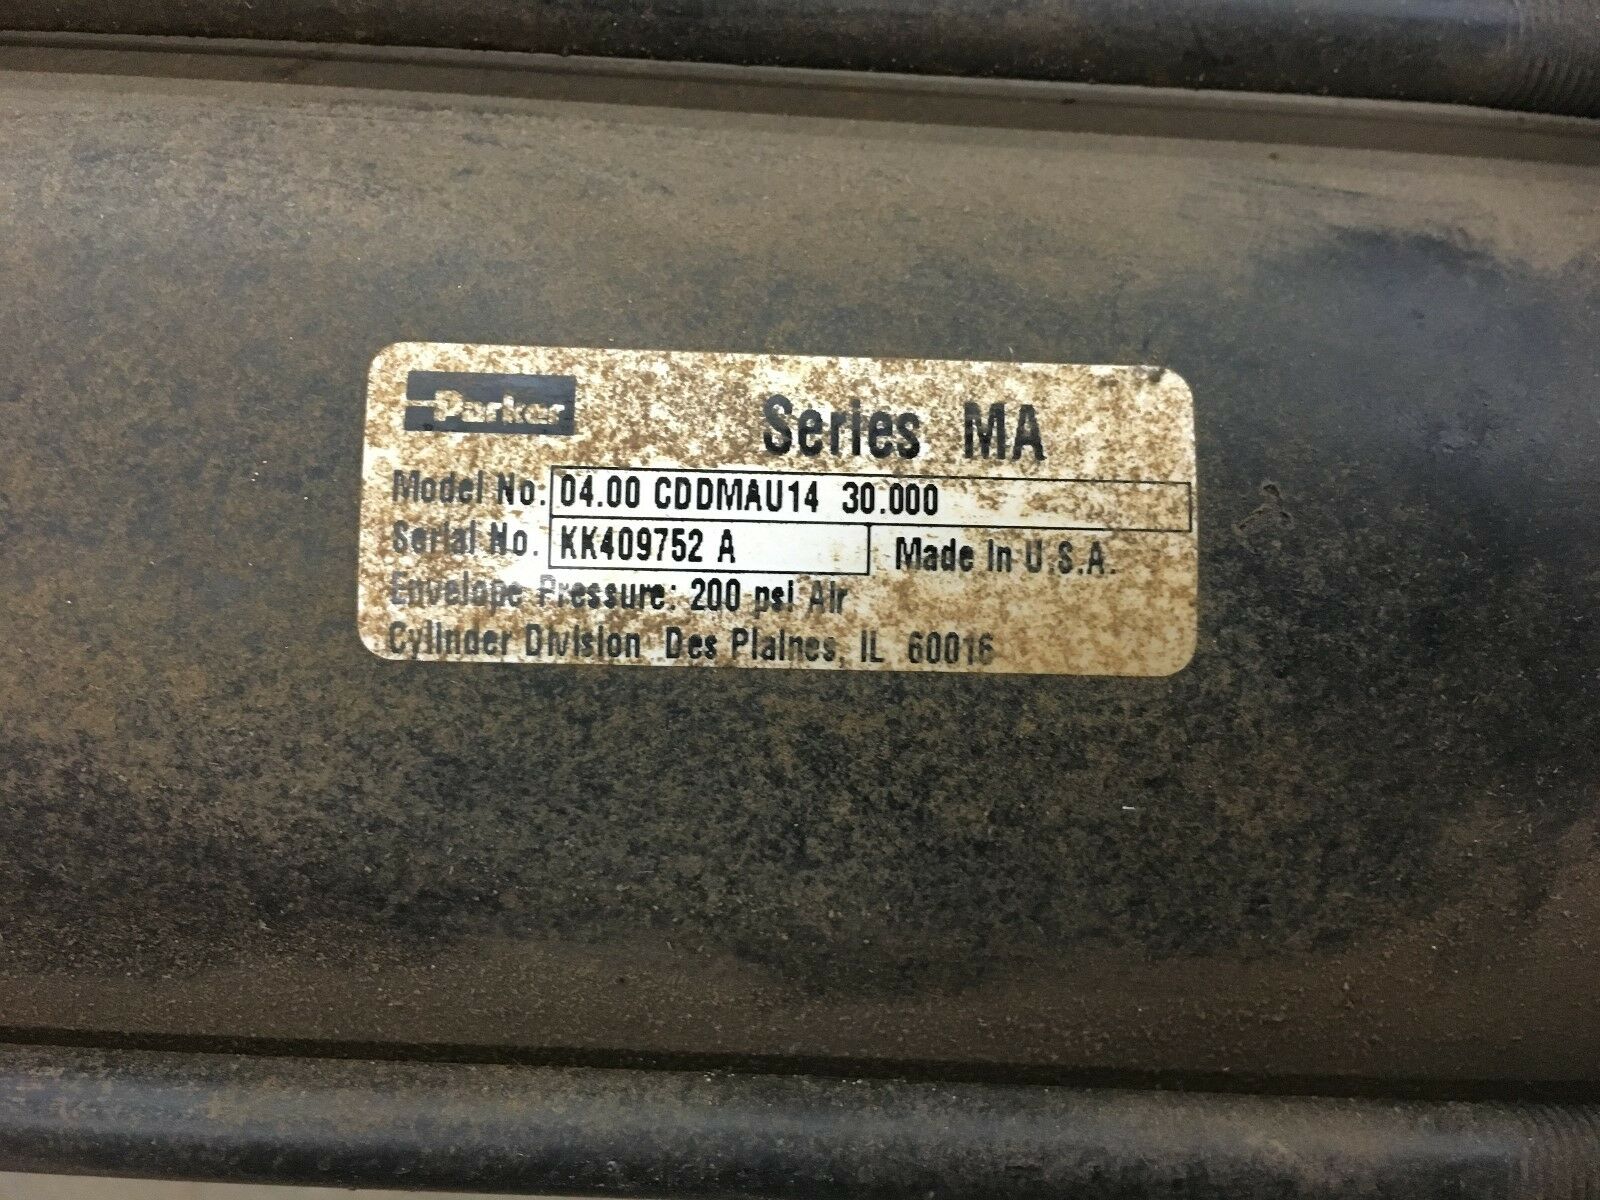 Parker
Series MA
Model No: 04.00 CDDMAU14 30.000
Serial No. KK409752 A Made In U.S.A.
Envelope Pressure: 200 psi Air
Cylinder Division Des Plaines, IL 60016